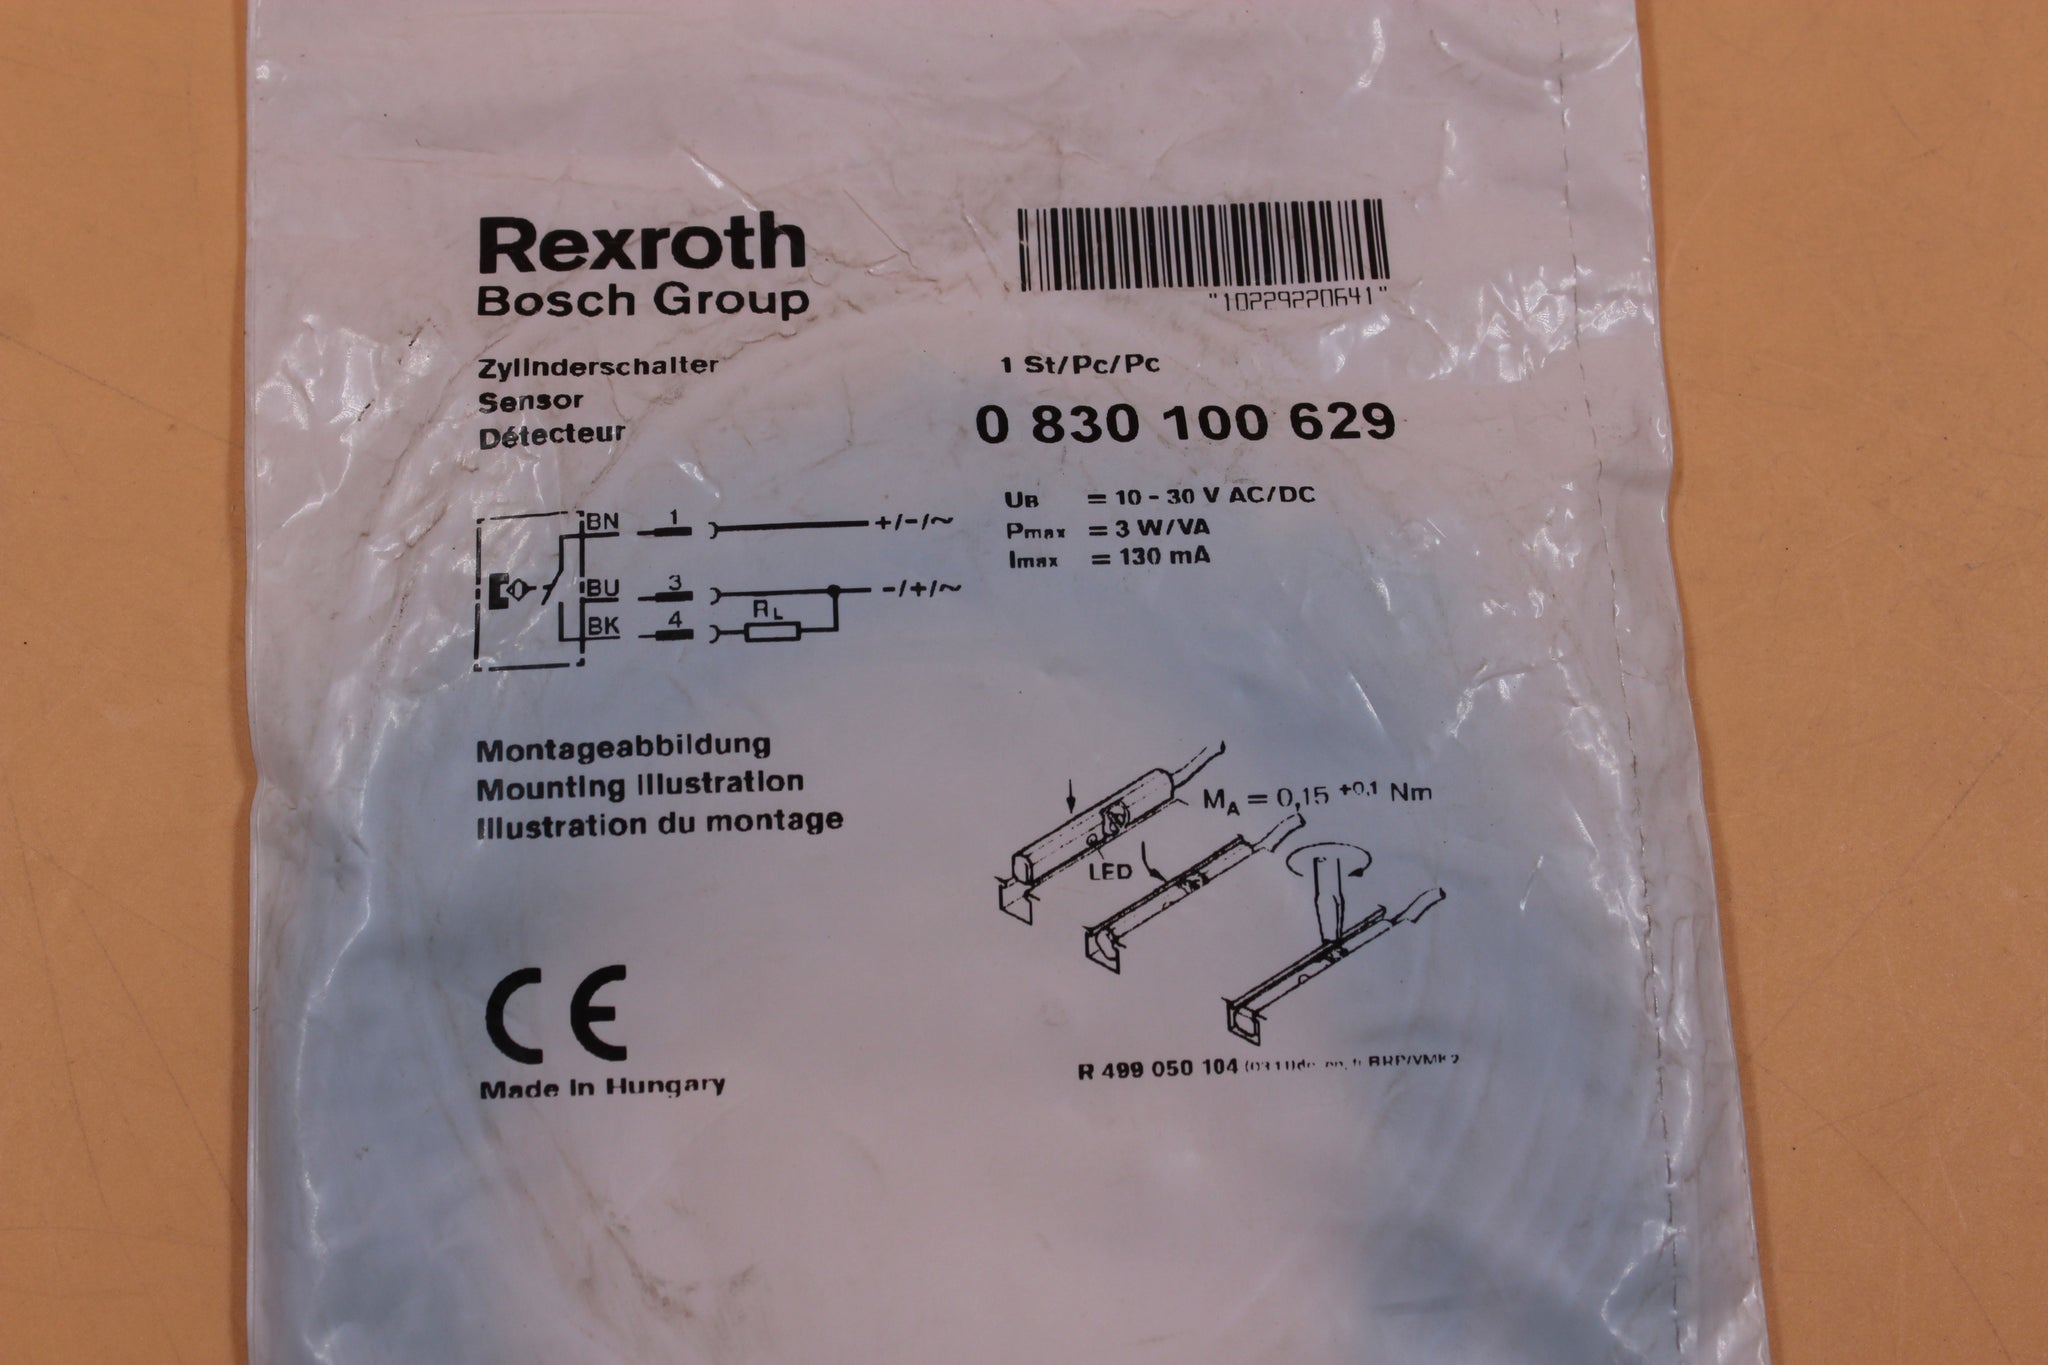 Rexroth
Bosch Group
"10229220641"
Zylinderschalter
Sensor
Détecteur
1 St/Pc/Pc
0 830 100 629
UB = 10 - 30 V AC/DC
Pmax = 3 W/VA
Imax = 130 mA
BN 1 +/-/~
BU 3 -/+/~
BK 4 RL
Montageabbildung
Mounting Illustration
Illustration du montage
MA = 0,15 +0,1 Nm
LED
CE
Made in Hungary
R 499 050 104